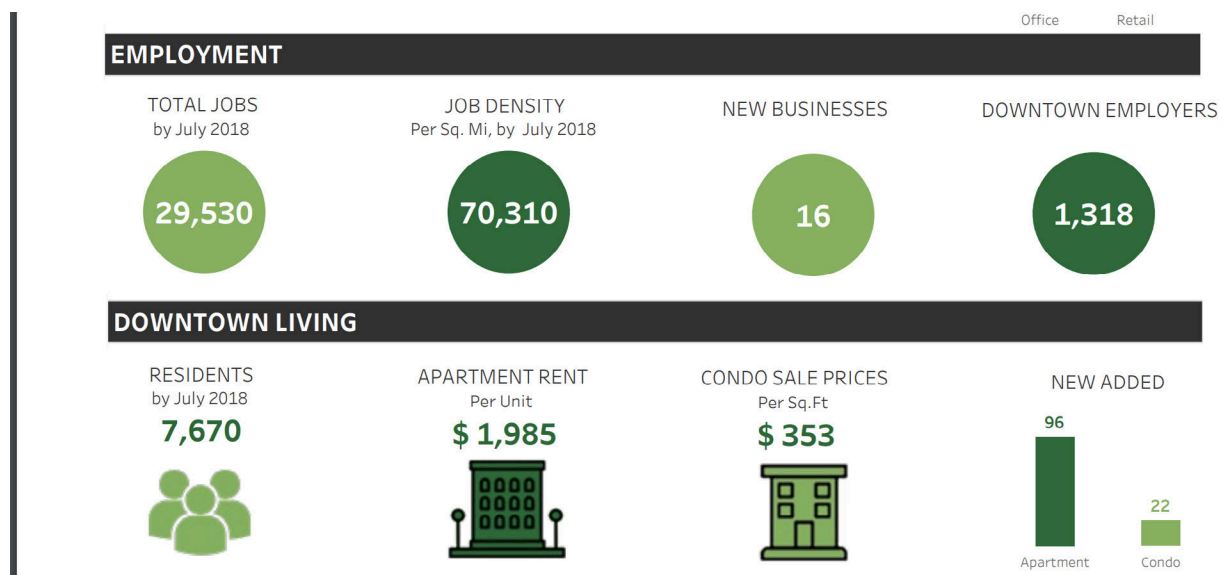 Office Retail
EMPLOYMENT
TOTAL JOBS
by July 2018
29,530
JOB DENSITY
Per Sq. Mi, by July 2018
70,310
NEW BUSINESSES
16
DOWNTOWN EMPLOYERS
1,318
DOWNTOWN LIVING
RESIDENTS
by July 2018
7,670
APARTMENT RENT
Per Unit
$ 1,985
CONDO SALE PRICES
Per Sq.Ft
$ 353
NEW ADDED
96
22
Apartment Condo